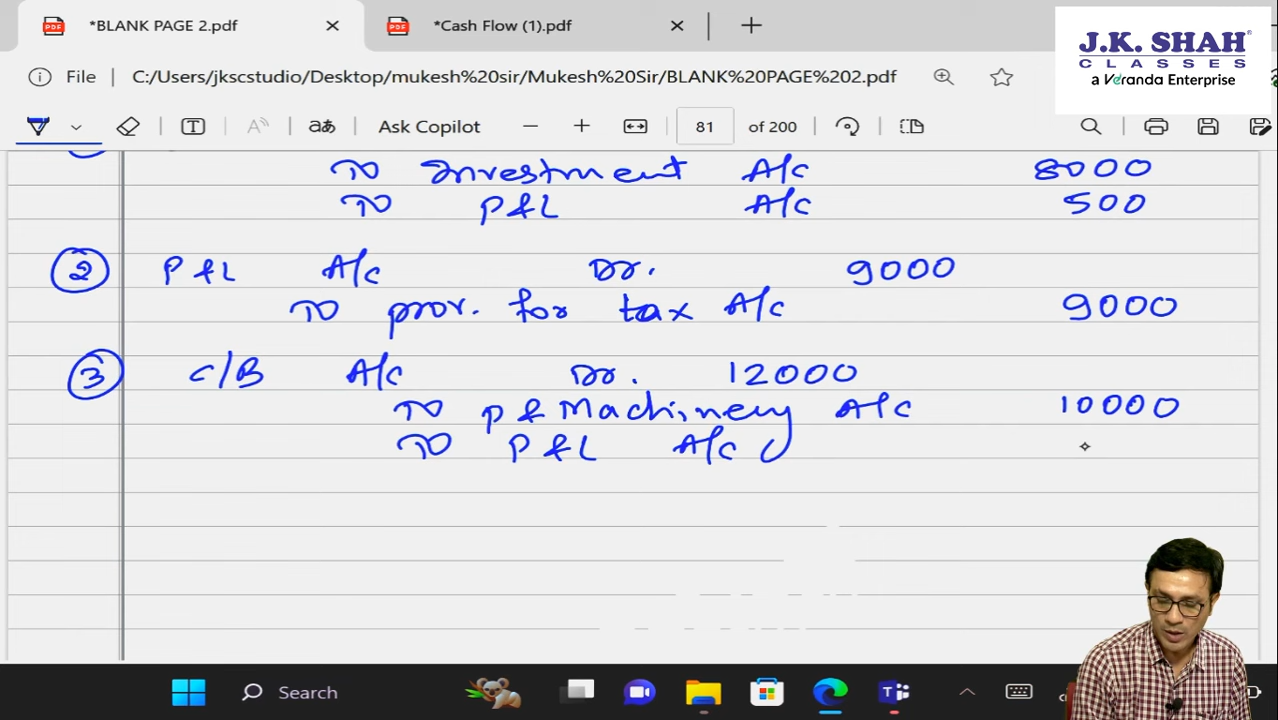 *BLANK PAGE 2.pdf
*Cash Flow (1).pdf
J.K. SHAH®
CLASSES
a Veranda Enterprise
File C:/Users/jkscstudio/Desktop/mukesh%20sir/Mukesh%20Sir/BLANK%20PAGE%202.pdf
aあ Ask Copilot 81 of 200
To Investment A/c 8000
To P&L A/c 500
2 P&L A/c Dr. 9000
To prov. for tax A/c 9000
3 C/B A/c Dr. 12000
To P & Machinery A/c 10000
To P&L A/c
Search